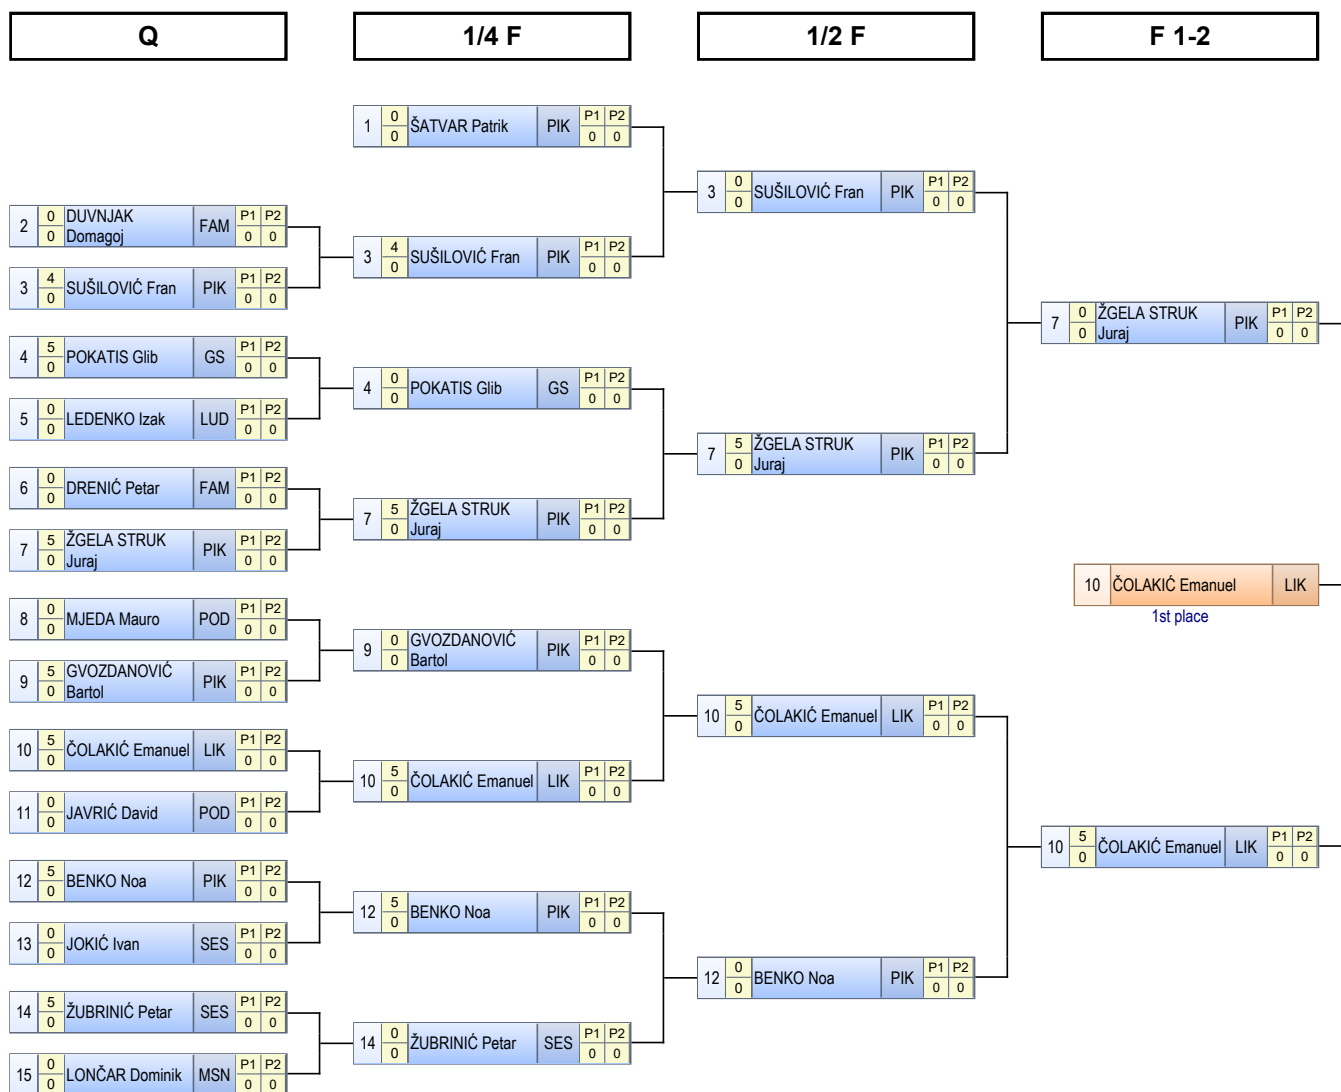 Q
1/4 F
1/2 F
F 1-2
1 0 0 ŠATVAR Patrik PIK P1 P2 0 0
3 0 0 SUŠILOVIĆ Fran PIK P1 P2 0 0
2 0 0 DUVNJAK Domagoj FAM P1 P2 0 0
3 4 0 SUŠILOVIĆ Fran PIK P1 P2 0 0
3 4 0 SUŠILOVIĆ Fran PIK P1 P2 0 0
7 0 0 ŽGELA STRUK Juraj PIK P1 P2 0 0
4 5 0 POKATIS Glib GS P1 P2 0 0
4 0 0 POKATIS Glib GS P1 P2 0 0
5 0 0 LEDENKO Izak LUD P1 P2 0 0
7 5 0 ŽGELA STRUK Juraj PIK P1 P2 0 0
6 0 0 DRENIĆ Petar FAM P1 P2 0 0
7 5 0 ŽGELA STRUK Juraj PIK P1 P2 0 0
7 5 0 ŽGELA STRUK Juraj PIK P1 P2 0 0
10 ČOLAKIĆ Emanuel LIK
1st place
8 0 0 MJEDA Mauro POD P1 P2 0 0
9 0 0 GVOZDANOVIĆ Bartol PIK P1 P2 0 0
9 5 0 GVOZDANOVIĆ Bartol PIK P1 P2 0 0
10 5 0 ČOLAKIĆ Emanuel LIK P1 P2 0 0
10 5 0 ČOLAKIĆ Emanuel LIK P1 P2 0 0
10 5 0 ČOLAKIĆ Emanuel LIK P1 P2 0 0
11 0 0 JAVRIĆ David POD P1 P2 0 0
10 5 0 ČOLAKIĆ Emanuel LIK P1 P2 0 0
12 5 0 BENKO Noa PIK P1 P2 0 0
12 5 0 BENKO Noa PIK P1 P2 0 0
13 0 0 JOKIĆ Ivan SES P1 P2 0 0
12 0 0 BENKO Noa PIK P1 P2 0 0
14 5 0 ŽUBRINIĆ Petar SES P1 P2 0 0
14 0 0 ŽUBRINIĆ Petar SES P1 P2 0 0
15 0 0 LONČAR Dominik MSN P1 P2 0 0